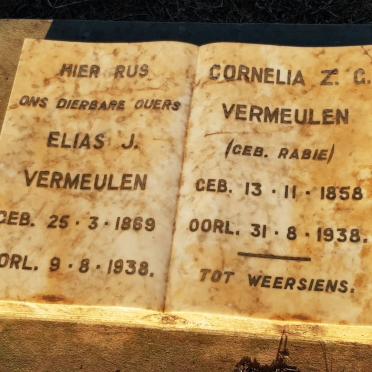 HIER RUS
ONS DIERBARE OUERS
ELIAS J.
VERMEULEN
GEB. 25·3·1869
OORL. 9·8·1938.
CORNELIA Z. G.
VERMEULEN
(GEB. RABIE)
GEB. 13·11·1858
OORL. 31·8·1938.
TOT WEERSIENS.